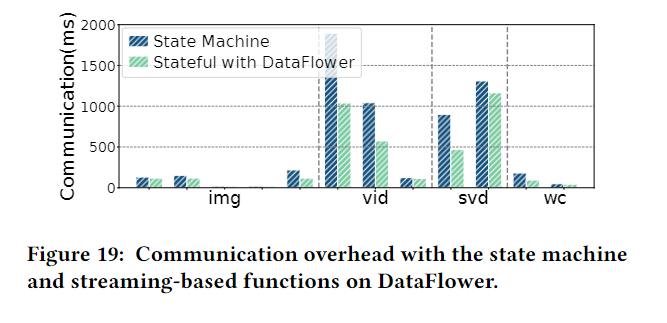 Communication(ms)
2000
1500
1000
500
0
State Machine
Stateful with DataFlower
img
vid
svd
wc
Figure 19: Communication overhead with the state machine
and streaming-based functions on DataFlower.